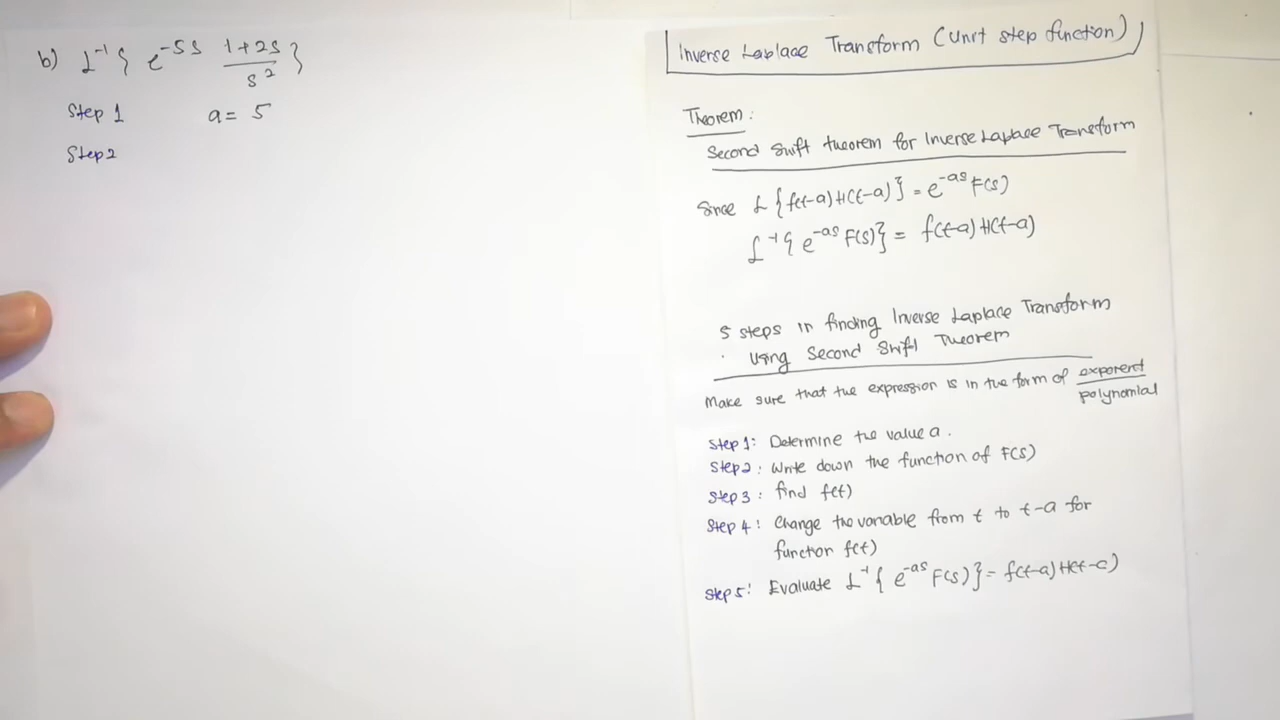 b) L⁻¹{ e^{-5s} (1+2s)/s² }
Step 1 a = 5
Step 2
Inverse Laplace Transform (Unit step function)
Theorem:
Second Shift theorem for Inverse Laplace Transform
Since L{f(t-a)H(t-a)} = e^{-as} F(s)
L⁻¹{e^{-as} F(s)} = f(t-a)H(t-a)
5 steps in finding Inverse Laplace Transform
Using Second Shift Theorem
Make sure that the expression is in the form of exponent/polynomial
Step 1: Determine the value a.
Step 2: Write down the function of F(s)
Step 3: find f(t)
Step 4: Change the variable from t to t-a for
function f(t)
Step 5: Evaluate L⁻¹{e^{-as} F(s)} = f(t-a)H(t-a)